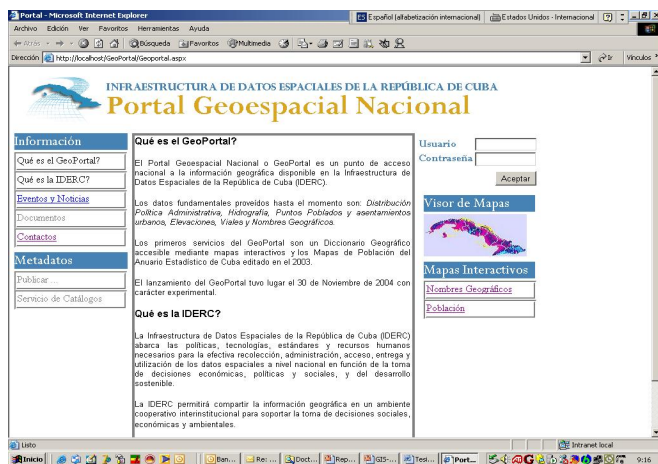 Portal - Microsoft Internet Explorer
Español (alfabetización internacional)
Estados Unidos - Internacional
Archivo Edición Ver Favoritos Herramientas Ayuda
Atrás Búsqueda Favoritos Multimedia
Dirección http://localhost/GeoPortal/Geoportal.aspx Ir Vínculos
INFRAESTRUCTURA DE DATOS ESPACIALES DE LA REPÚBLICA DE CUBA
Portal Geoespacial Nacional
Información
Qué es el GeoPortal?
Qué es la IDERC?
Eventos y Noticias
Documentos
Contactos
Metadatos
Publicar ...
Servicio de Catálogos
Qué es el GeoPortal?
El Portal Geoespacial Nacional o GeoPortal es un punto de acceso
nacional a la información geográfica disponible en la Infraestructura de
Datos Espaciales de la República de Cuba (IDERC).
Los datos fundamentales proveídos hasta el momento son: Distribución
Política Administrativa, Hidrografía, Puntos Poblados y asentamientos
urbanos, Elevaciones, Viales y Nombres Geográficos.
Los primeros servicios del GeoPortal son un Diccionario Geográfico
accesible mediante mapas interactivos y los Mapas de Población del
Anuario Estadístico de Cuba editado en el 2003.
El lanzamiento del GeoPortal tuvo lugar el 30 de Noviembre de 2004 con
carácter experimental.
Qué es la IDERC?
La Infraestructura de Datos Espaciales de la República de Cuba (IDERC)
abarca las políticas, tecnologías, estándares y recursos humanos
necesarios para la efectiva recolección, administración, acceso, entrega y
utilización de los datos espaciales a nivel nacional en función de la toma
de decisiones económicas, políticas y sociales, y del desarrollo
sostenible.
La IDERC permitirá compartir la información geográfica en un ambiente
cooperativo interinstitucional para soportar la toma de decisiones sociales,
económicas y ambientales.
Usuario
Contraseña
Aceptar
Visor de Mapas
Mapas Interactivos
Nombres Geográficos
Población
Listo Intranet local
Inicio Ban... Re: ... Doct... Rep... GIS-... Tesi... Port... 9:16